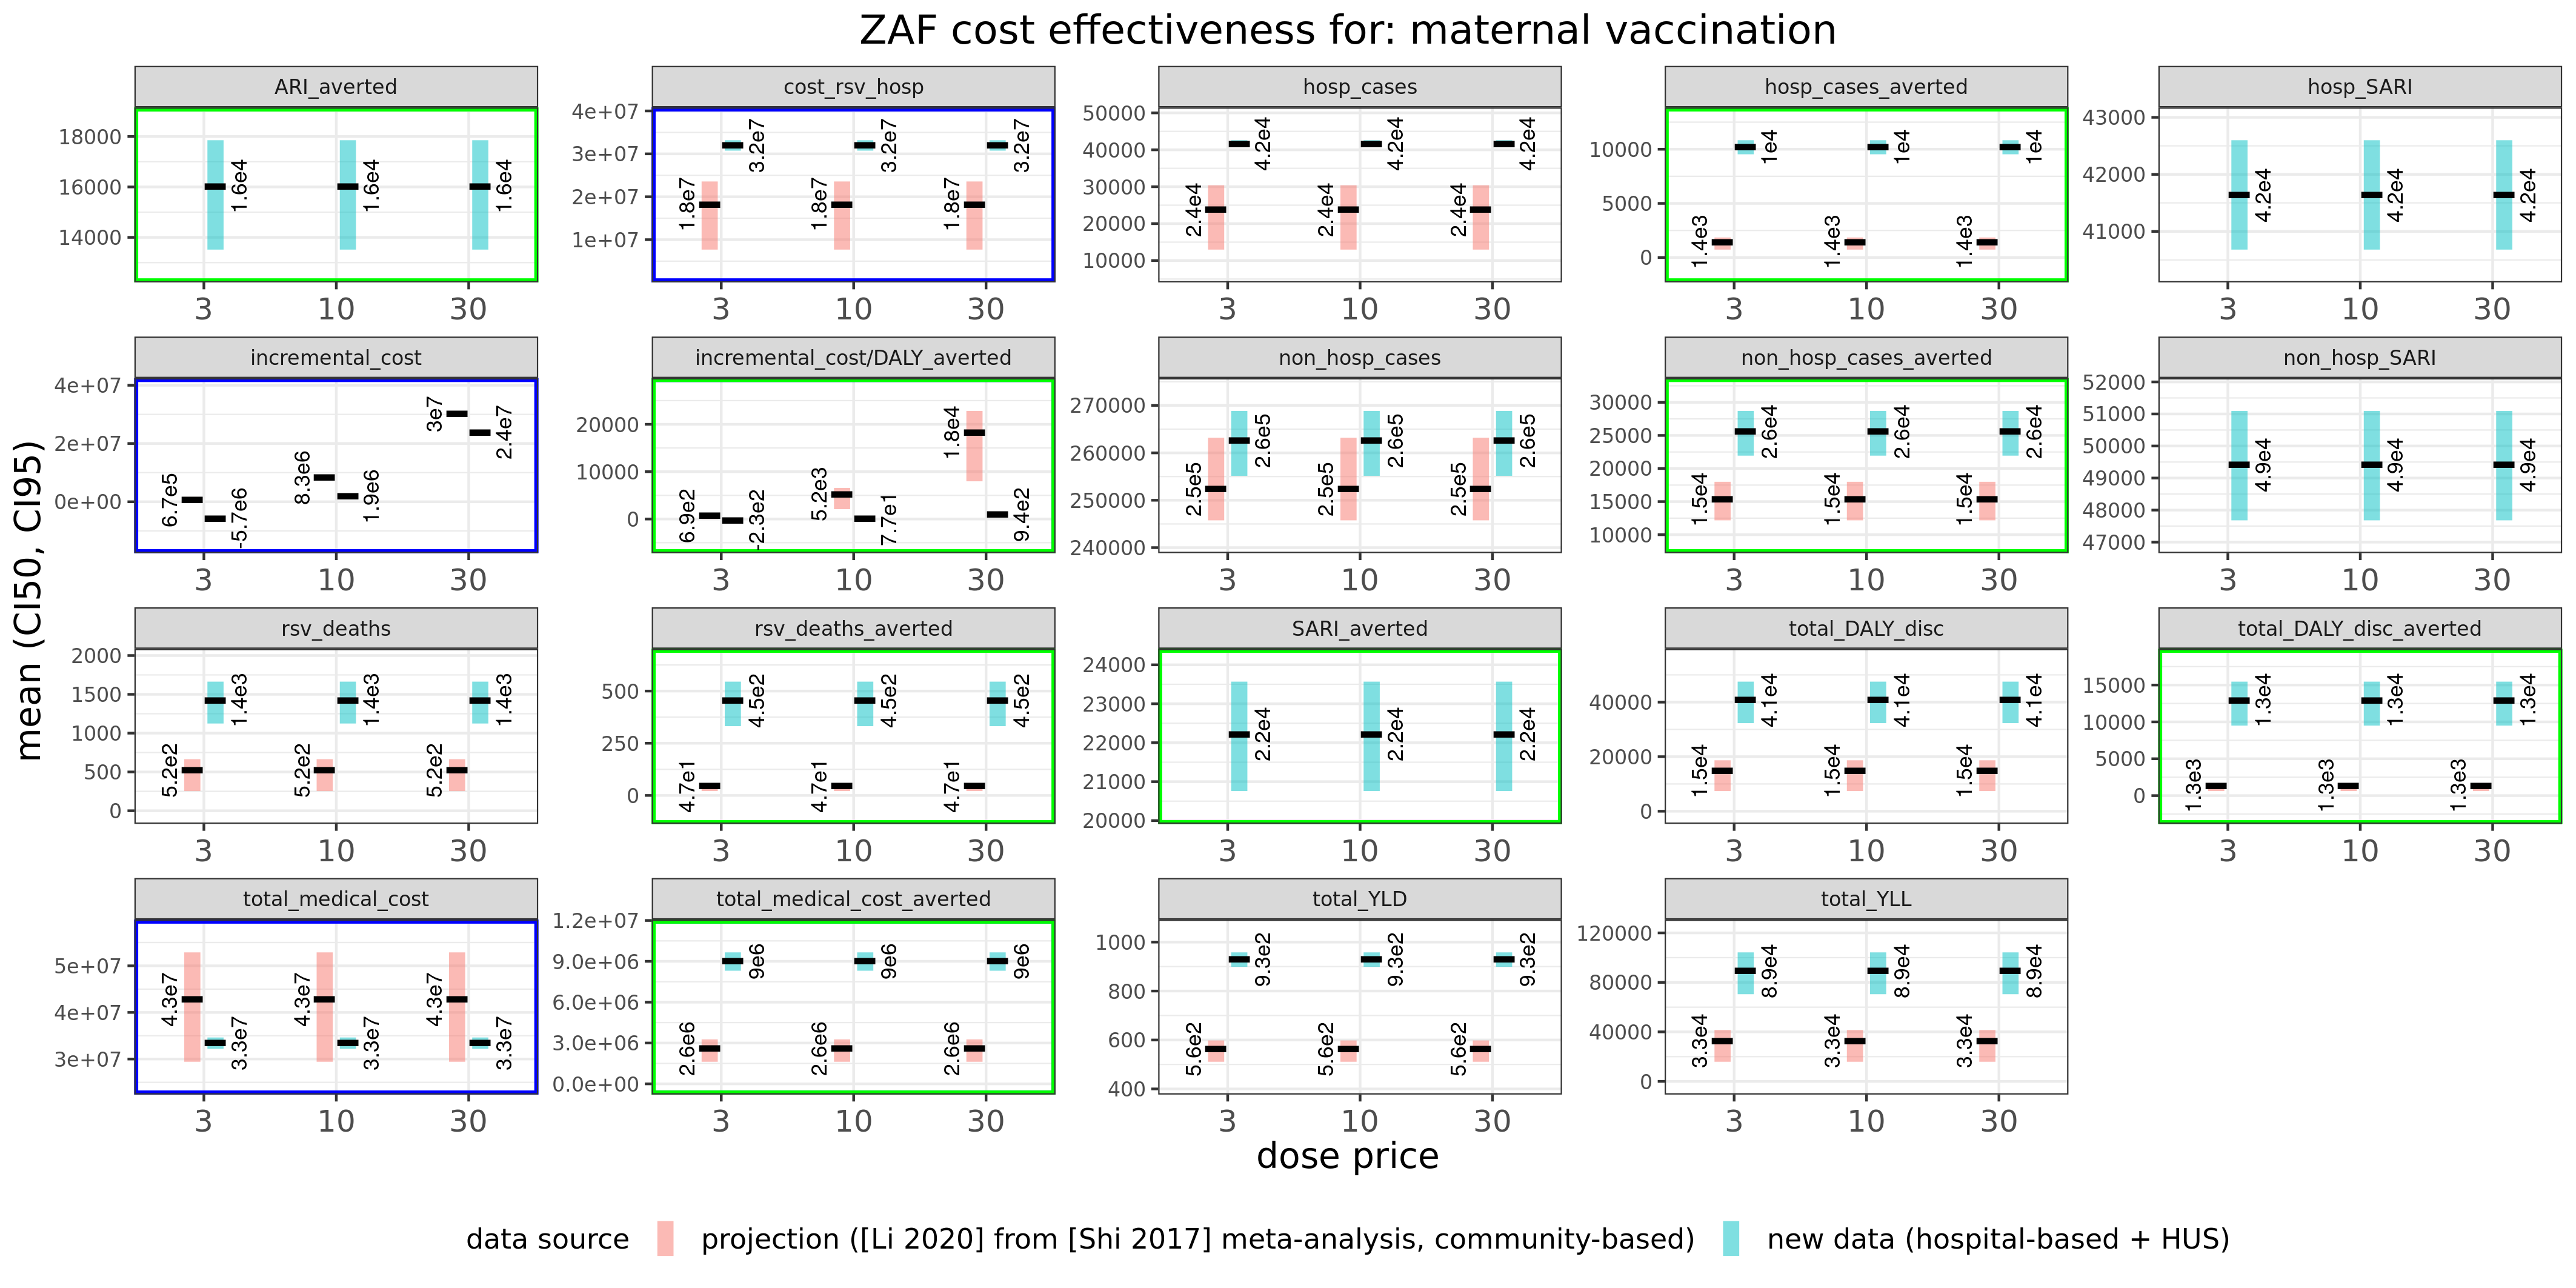 ZAF cost effectiveness for: maternal vaccination
ARI_averted
cost_rsv_hosp
hosp_cases
hosp_cases_averted
hosp_SARI
18000
16000
14000
1.6e4 1.6e4 1.6e4
3 10 30
4e+07
3e+07
2e+07
1e+07
1.8e7 3.2e7 1.8e7 3.2e7 1.8e7 3.2e7
3 10 30
50000
40000
30000
20000
10000
2.4e4 4.2e4 2.4e4 4.2e4 2.4e4 4.2e4
3 10 30
10000
5000
0
1.4e3 1e4 1.4e3 1e4 1.4e3 1e4
3 10 30
43000
42000
41000
4.2e4 4.2e4 4.2e4
3 10 30
incremental_cost
incremental_cost/DALY_averted
non_hosp_cases
non_hosp_cases_averted
non_hosp_SARI
4e+07
2e+07
0e+00
6.7e5 -5.7e6 8.3e6 1.9e6 3e7 2.4e7
3 10 30
20000
10000
0
6.9e2 -2.3e2 5.2e3 7.7e1 1.8e4 9.4e2
3 10 30
270000
260000
250000
240000
2.5e5 2.6e5 2.5e5 2.6e5 2.5e5 2.6e5
3 10 30
30000
25000
20000
15000
10000
1.5e4 2.6e4 1.5e4 2.6e4 1.5e4 2.6e4
3 10 30
52000
51000
50000
49000
48000
47000
4.9e4 4.9e4 4.9e4
3 10 30
mean (CI50, CI95)
rsv_deaths
rsv_deaths_averted
SARI_averted
total_DALY_disc
total_DALY_disc_averted
2000
1500
1000
500
0
5.2e2 1.4e3 5.2e2 1.4e3 5.2e2 1.4e3
3 10 30
500
250
0
4.7e1 4.5e2 4.7e1 4.5e2 4.7e1 4.5e2
3 10 30
24000
23000
22000
21000
20000
2.2e4 2.2e4 2.2e4
3 10 30
40000
20000
0
1.5e4 4.1e4 1.5e4 4.1e4 1.5e4 4.1e4
3 10 30
15000
10000
5000
0
1.3e3 1.3e4 1.3e3 1.3e4 1.3e3 1.3e4
3 10 30
total_medical_cost
total_medical_cost_averted
total_YLD
total_YLL
5e+07
4e+07
3e+07
4.3e7 3.3e7 4.3e7 3.3e7 4.3e7 3.3e7
3 10 30
1.2e+07
9.0e+06
6.0e+06
3.0e+06
0.0e+00
2.6e6 9e6 2.6e6 9e6 2.6e6 9e6
3 10 30
1000
800
600
400
5.6e2 9.3e2 5.6e2 9.3e2 5.6e2 9.3e2
3 10 30
120000
80000
40000
0
3.3e4 8.9e4 3.3e4 8.9e4 3.3e4 8.9e4
3 10 30
dose price
data source projection ([Li 2020] from [Shi 2017] meta-analysis, community-based) new data (hospital-based + HUS)